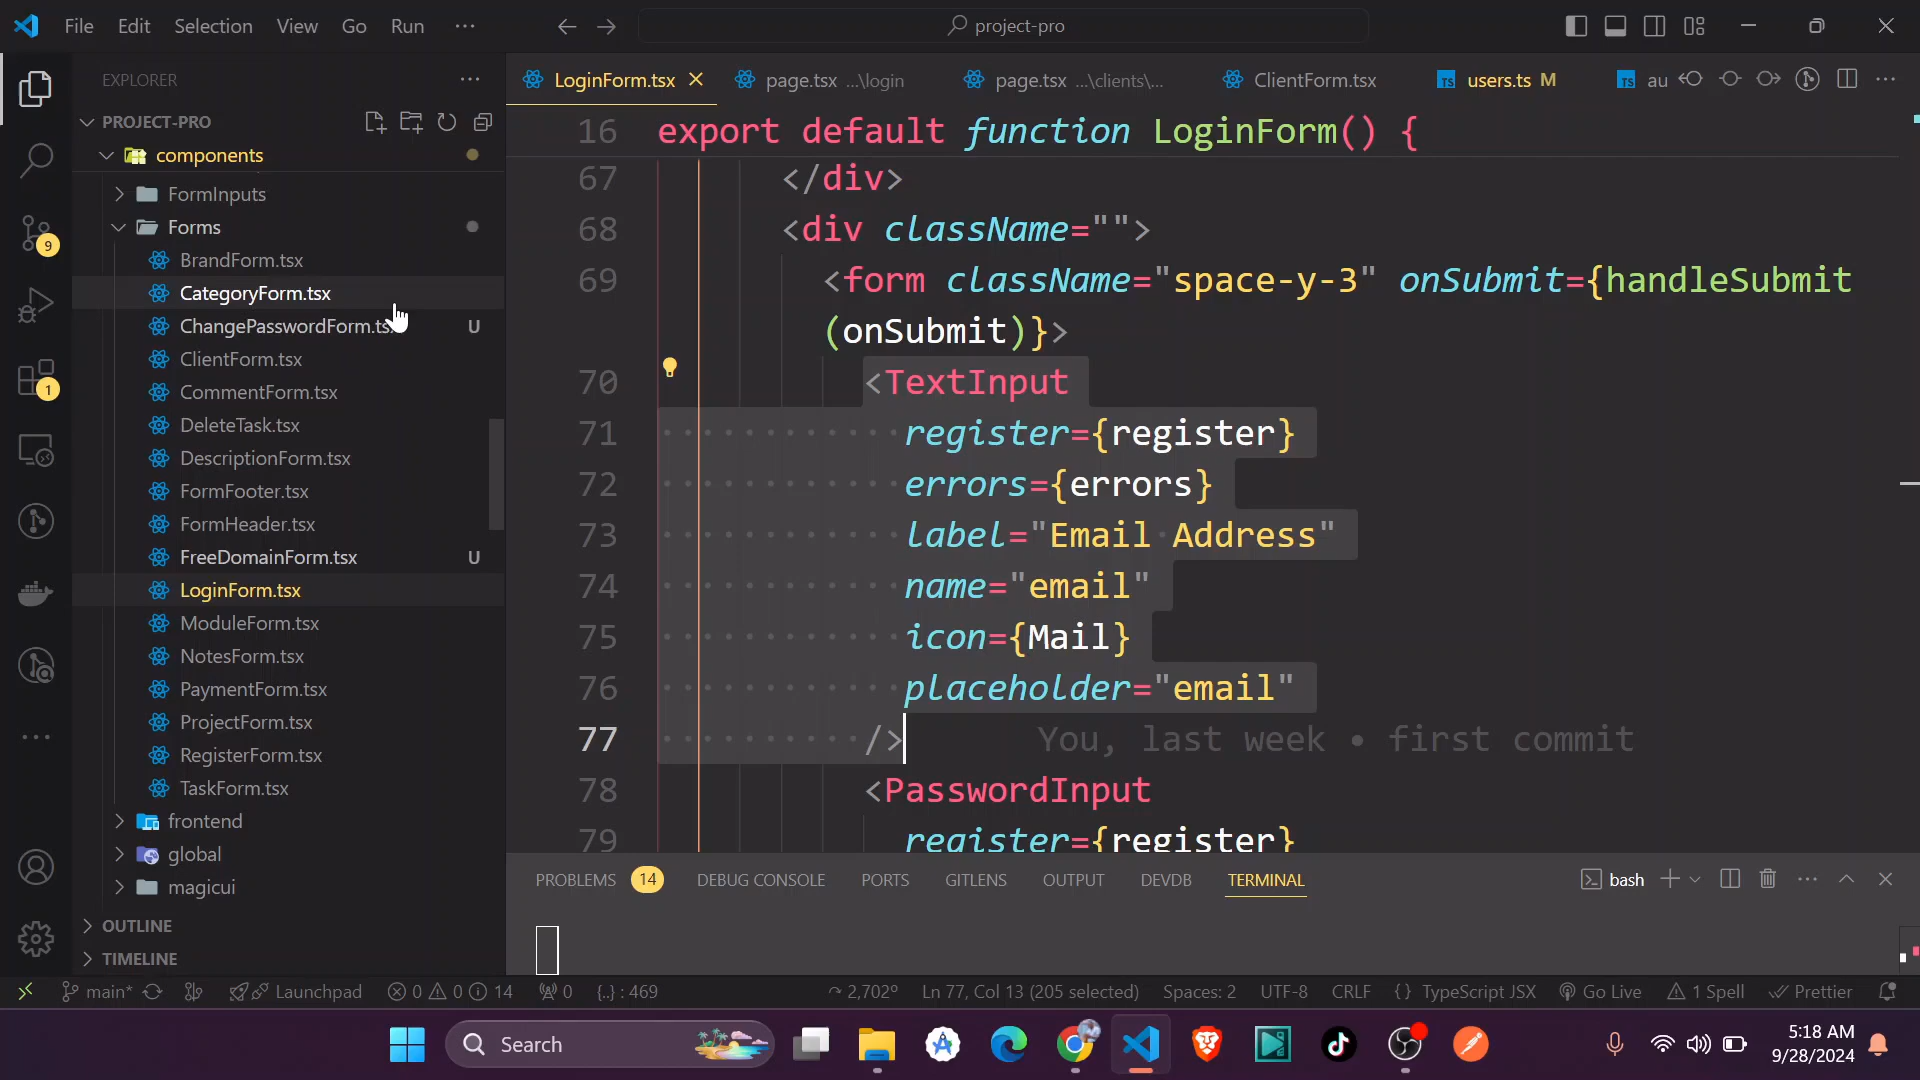 File Edit Selection View Go Run ···
project-pro
EXPLORER
PROJECT-PRO
components
FormInputs
Forms
BrandForm.tsx
CategoryForm.tsx
ChangePasswordForm.ts U
ClientForm.tsx
CommentForm.tsx
DeleteTask.tsx
DescriptionForm.tsx
FormFooter.tsx
FormHeader.tsx
FreeDomainForm.tsx U
LoginForm.tsx
ModuleForm.tsx
NotesForm.tsx
PaymentForm.tsx
ProjectForm.tsx
RegisterForm.tsx
TaskForm.tsx
frontend
global
magicui
OUTLINE
TIMELINE
9
1
LoginForm.tsx page.tsx ...\login page.tsx ...\clients\... ClientForm.tsx TS users.ts M TS au
16 export default function LoginForm() {
67 </div>
68 <div className="">
69 <form className="space-y-3" onSubmit={handleSubmit
(onSubmit)}>
70 <TextInput
71 register={register}
72 errors={errors}
73 label="Email Address"
74 name="email"
75 icon={Mail}
76 placeholder="email"
77 /> You, last week • first commit
78 <PasswordInput
79 register={register}
PROBLEMS 14 DEBUG CONSOLE PORTS GITLENS OUTPUT DEVDB TERMINAL bash
main* Launchpad 0 0 14 0 {..} : 469 2,702º Ln 77, Col 13 (205 selected) Spaces: 2 UTF-8 CRLF {} TypeScript JSX Go Live 1 Spell Prettier
Search
5:18 AM
9/28/2024